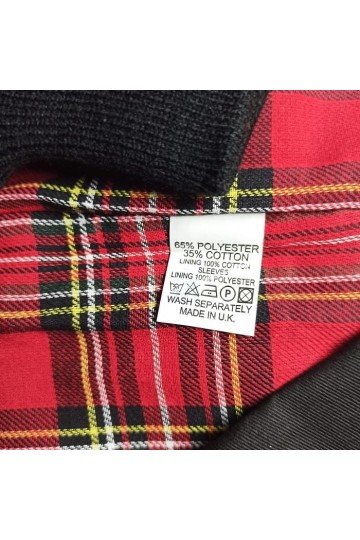 65% POLYESTER
35% COTTON
LINING 100% COTTON
SLEEVES
LINING 100% POLYESTER
WASH SEPARATELY
MADE IN U.K.